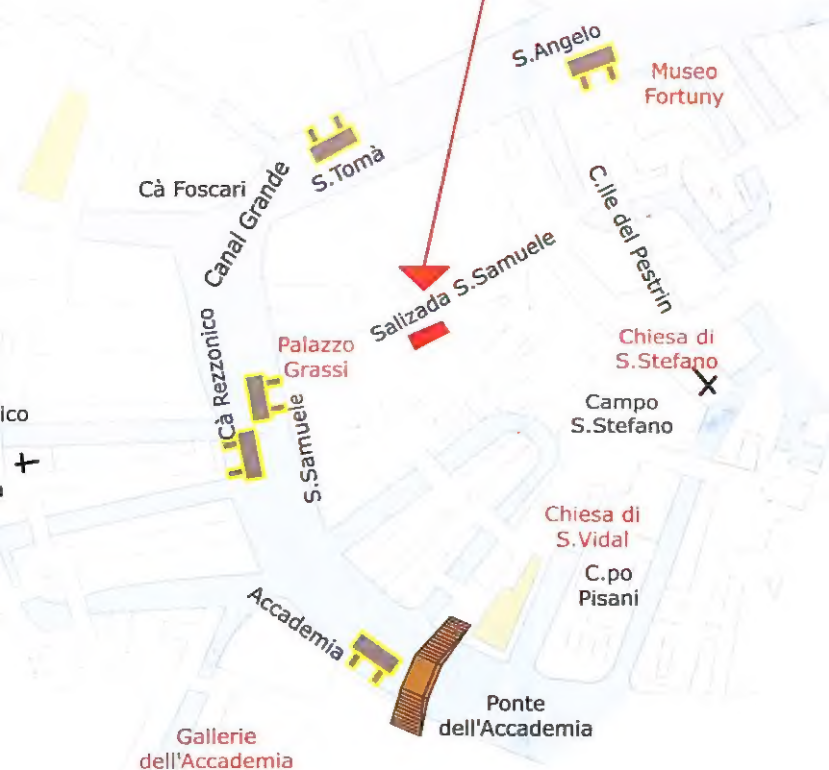 S.Angelo
Museo
Fortuny
S.Tomà
Cà Foscari
Canal Grande
C.lle del Pestrin
Salizada S.Samuele
Palazzo
Grassi
Cà Rezzonico
S.Samuele
Chiesa di
S.Stefano
Campo
S.Stefano
ico
Chiesa di
S.Vidal
C.po
Pisani
Accademia
Ponte
dell'Accademia
Gallerie
dell'Accademia